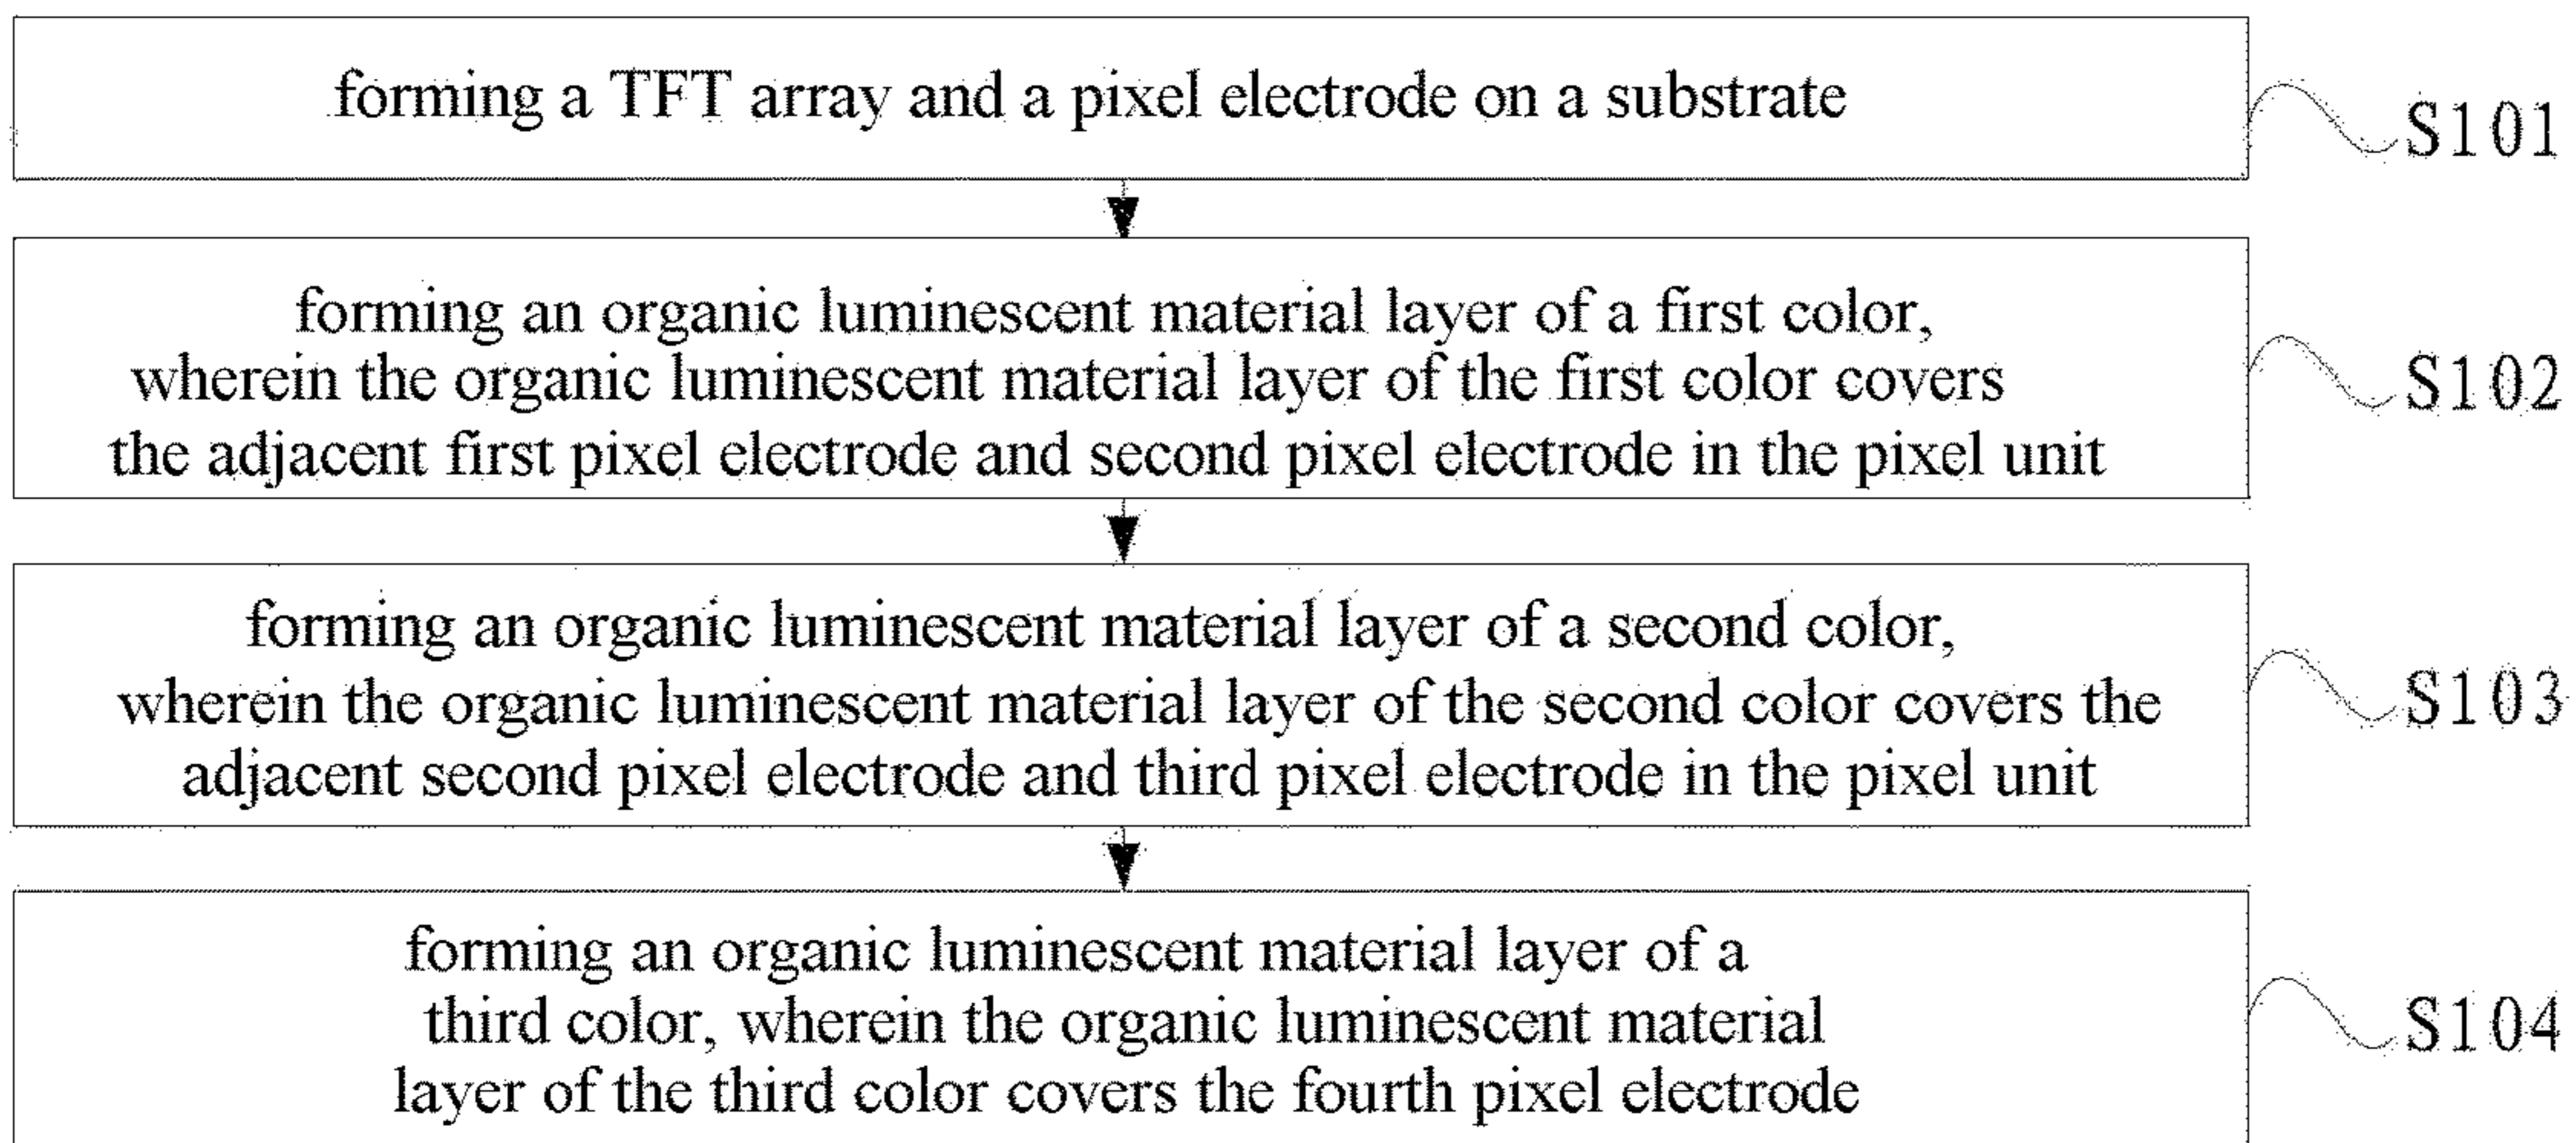 forming a TFT array and a pixel electrode on a substrate
S101
forming an organic luminescent material layer of a first color,
wherein the organic luminescent material layer of the first color covers
the adjacent first pixel electrode and second pixel electrode in the pixel unit
S102
forming an organic luminescent material layer of a second color,
wherein the organic luminescent material layer of the second color covers the
adjacent second pixel electrode and third pixel electrode in the pixel unit
S103
forming an organic luminescent material layer of a
third color, wherein the organic luminescent material
layer of the third color covers the fourth pixel electrode
S104